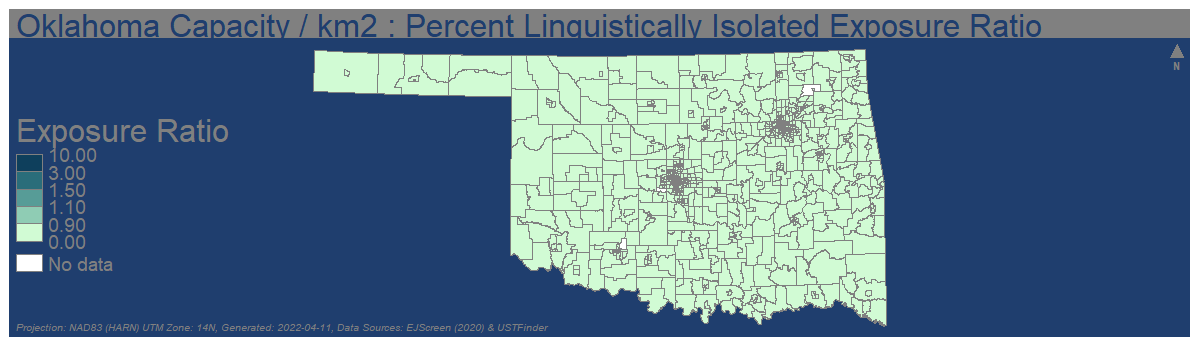 Oklahoma Capacity / km2 : Percent Linguistically Isolated Exposure Ratio
N
Exposure Ratio
10.00
3.00
1.50
1.10
0.90
0.00
No data
Projection: NAD83 (HARN) UTM Zone: 14N, Generated: 2022-04-11, Data Sources: EJScreen (2020) & USTFinder